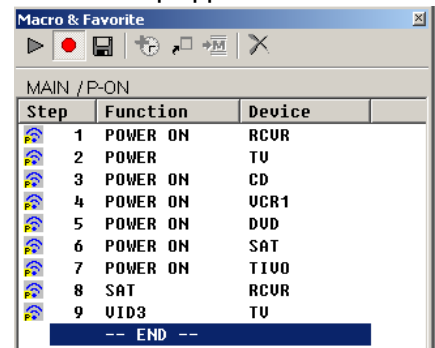 Macro & Favorite
MAIN / P-ON
Step Function Device
1 POWER ON RCVR
2 POWER TV
3 POWER ON CD
4 POWER ON VCR1
5 POWER ON DVD
6 POWER ON SAT
7 POWER ON TIVO
8 SAT RCVR
9 VID3 TV
-- END --